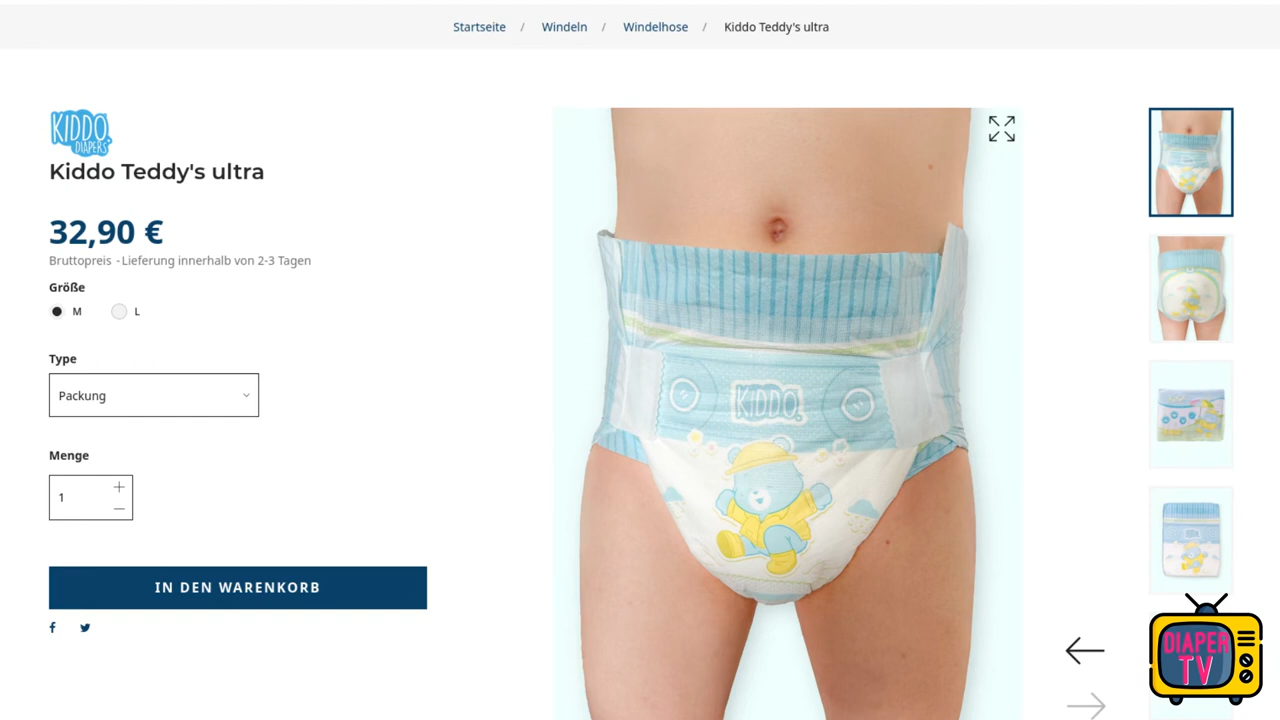 Startseite / Windeln / Windelhose / Kiddo Teddy's ultra
KIDDO
DIAPERS
Kiddo Teddy's ultra
32,90 €
Bruttopreis - Lieferung innerhalb von 2-3 Tagen
Größe
M
L
Type
Packung
Menge
1
IN DEN WARENKORB
KIDDO
DIAPER
TV